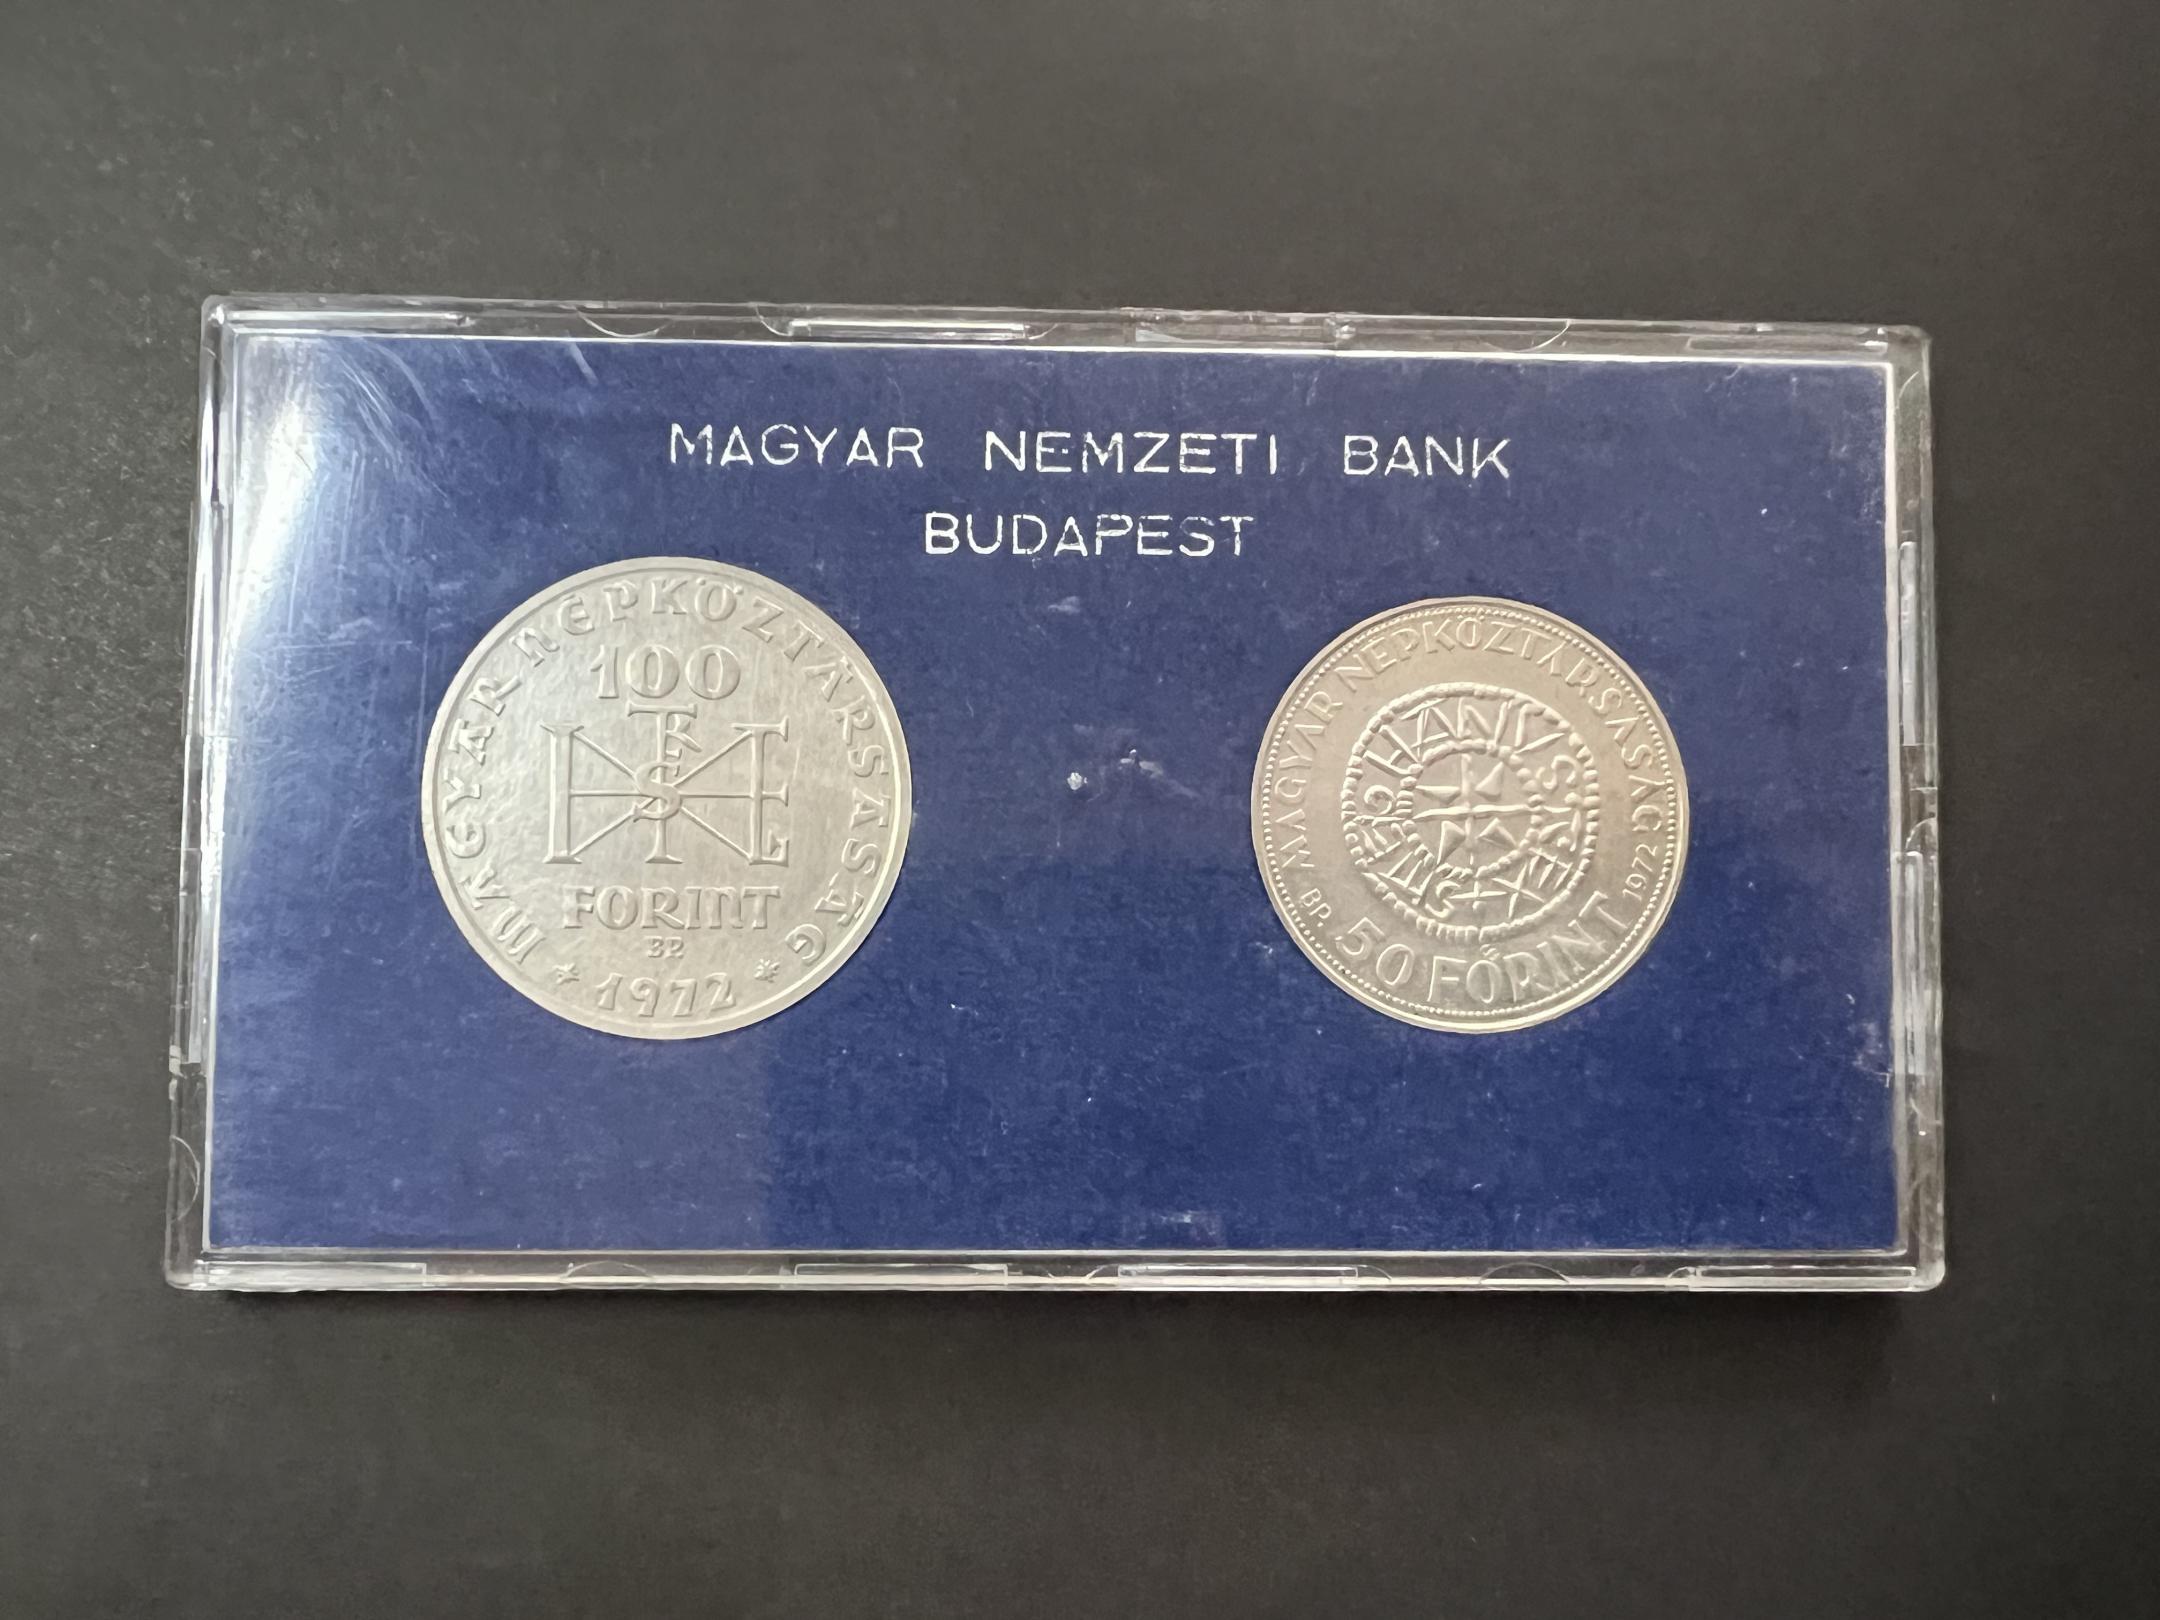 MAGYAR NEMZETI BANK
BUDAPEST
MAGYAR NÉPKÖZTÁRSASÁG
100
FORINT
BP
* 1972 *
MAGYAR NÉPKÖZTÁRSASÁG 1972
BP. 50 FORINT